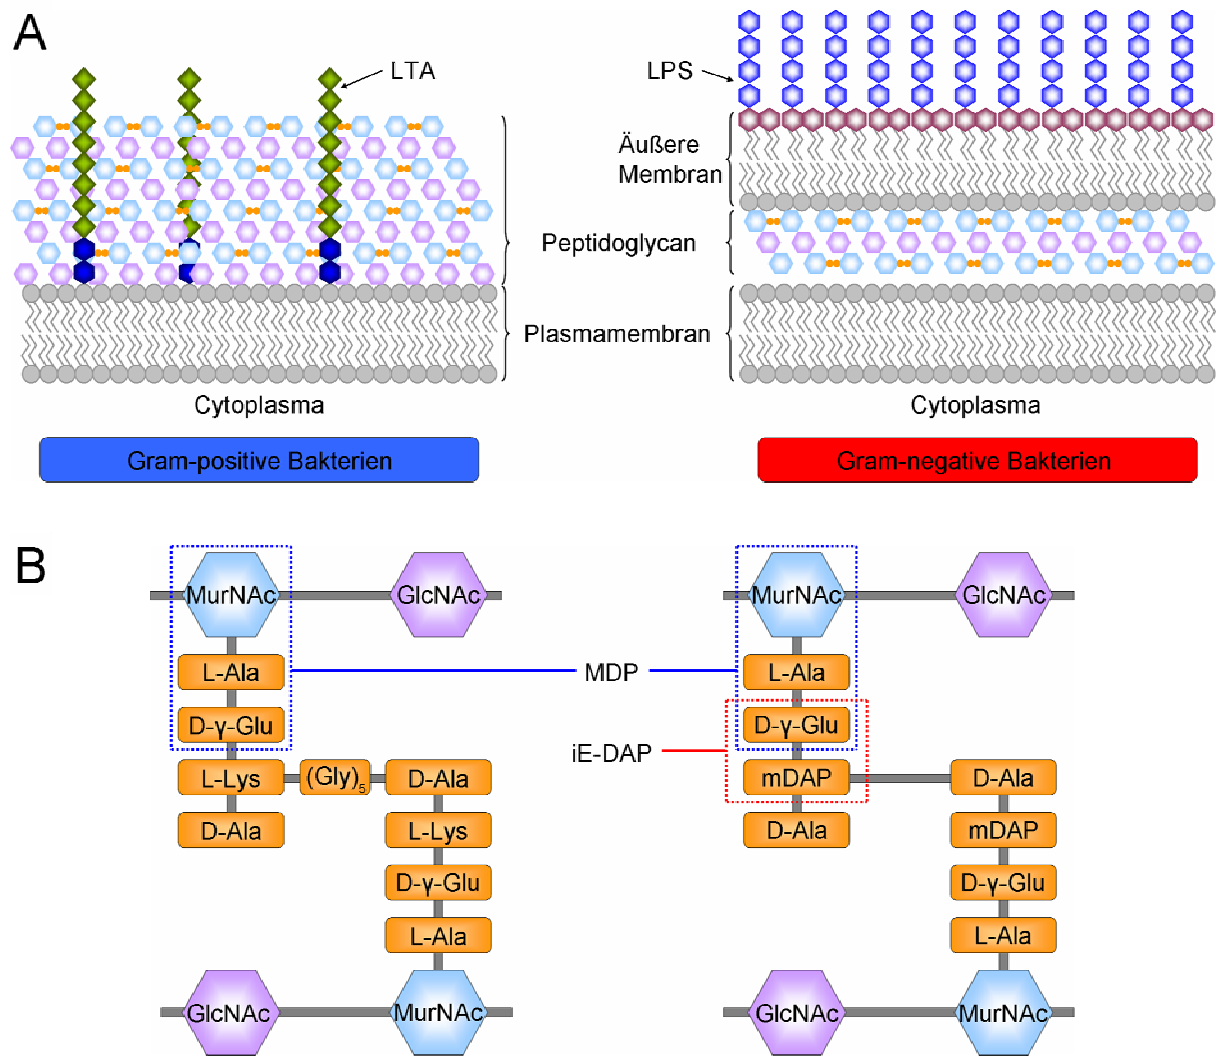 A
LTA
LPS
Äußere
Membran
Peptidoglycan
Plasmamembran
Cytoplasma
Cytoplasma
Gram-positive Bakterien
Gram-negative Bakterien
B
MurNAc
GlcNAc
MurNAc
GlcNAc
L-Ala
MDP
L-Ala
D-γ-Glu
D-γ-Glu
iE-DAP
L-Lys
(Gly)5
D-Ala
mDAP
D-Ala
D-Ala
L-Lys
D-Ala
mDAP
D-γ-Glu
D-γ-Glu
L-Ala
L-Ala
GlcNAc
MurNAc
GlcNAc
MurNAc